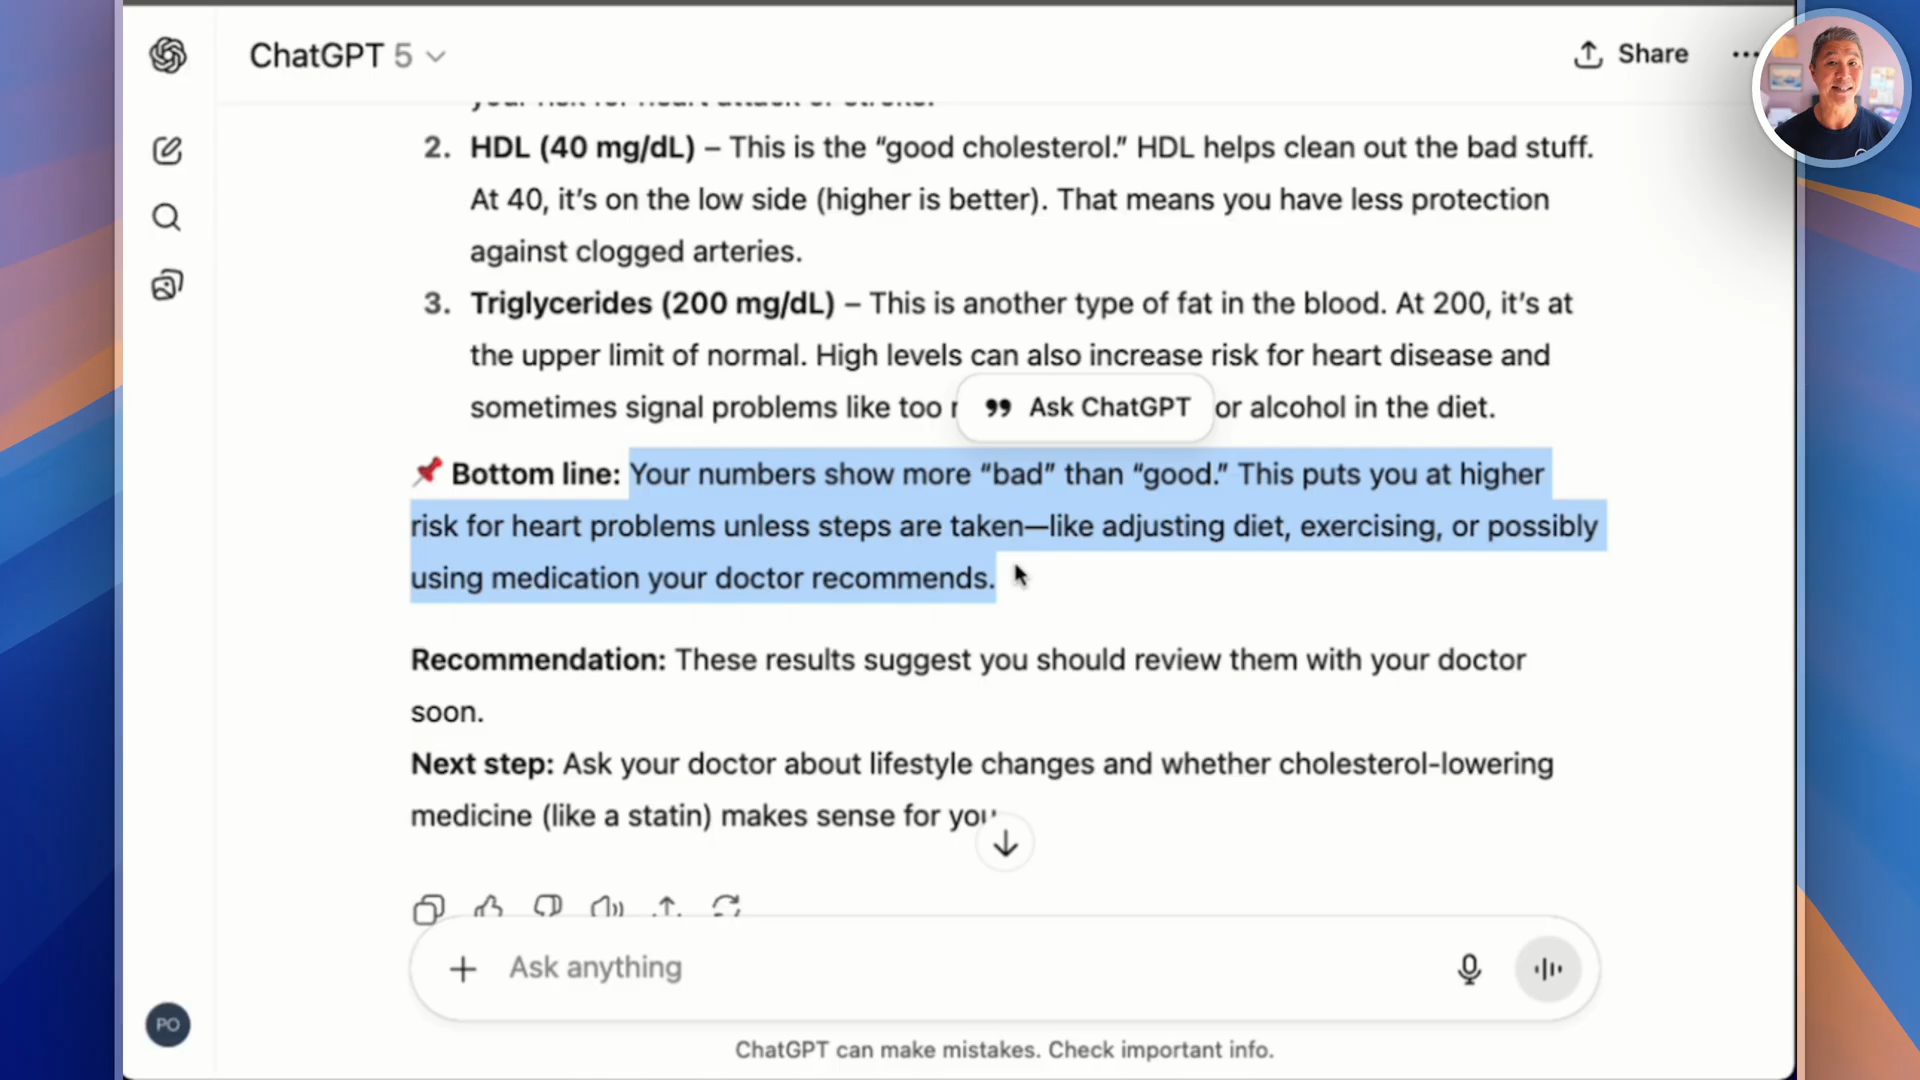 ChatGPT 5
Share
your risk for heart attack or stroke.
2. HDL (40 mg/dL) – This is the “good cholesterol.” HDL helps clean out the bad stuff.
At 40, it’s on the low side (higher is better). That means you have less protection
against clogged arteries.
3. Triglycerides (200 mg/dL) – This is another type of fat in the blood. At 200, it’s at
the upper limit of normal. High levels can also increase risk for heart disease and
sometimes signal problems like too
Ask ChatGPT
or alcohol in the diet.
Bottom line: Your numbers show more “bad” than “good.” This puts you at higher
risk for heart problems unless steps are taken—like adjusting diet, exercising, or possibly
using medication your doctor recommends.
Recommendation: These results suggest you should review them with your doctor
soon.
Next step: Ask your doctor about lifestyle changes and whether cholesterol-lowering
medicine (like a statin) makes sense for you
Ask anything
PO
ChatGPT can make mistakes. Check important info.